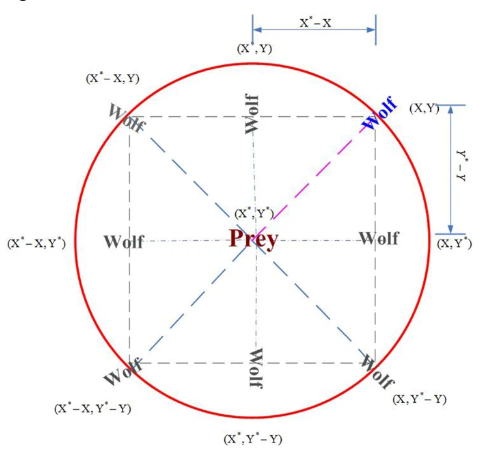 X*-X
(X*,Y)
(X*-X,Y)
Wolf
Wolf
Wolf
(X,Y)
Y*-Y
(X*,Y*)
(X*-X,Y*)
Wolf
Prey
Wolf
(X,Y*)
Wolf
Wolf
Wolf
(X*-X,Y*-Y)
(X,Y*-Y)
(X*,Y*-Y)